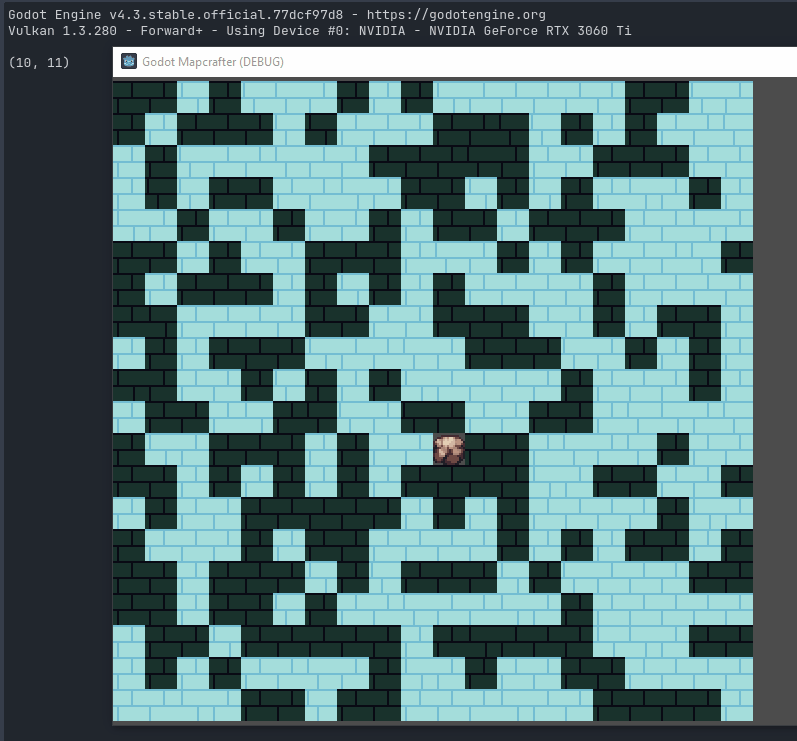 Godot Engine v4.3.stable.official.77dcf97d8 - https://godotengine.org
Vulkan 1.3.280 - Forward+ - Using Device #0: NVIDIA - NVIDIA GeForce RTX 3060 Ti
(10, 11)
Godot Mapcrafter (DEBUG)